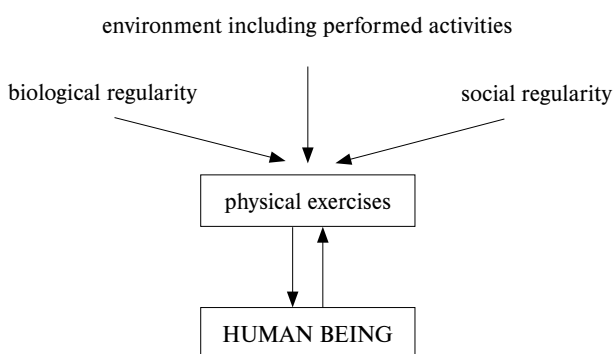 environment including performed activities
biological regularity
social regularity
physical exercises
HUMAN BEING